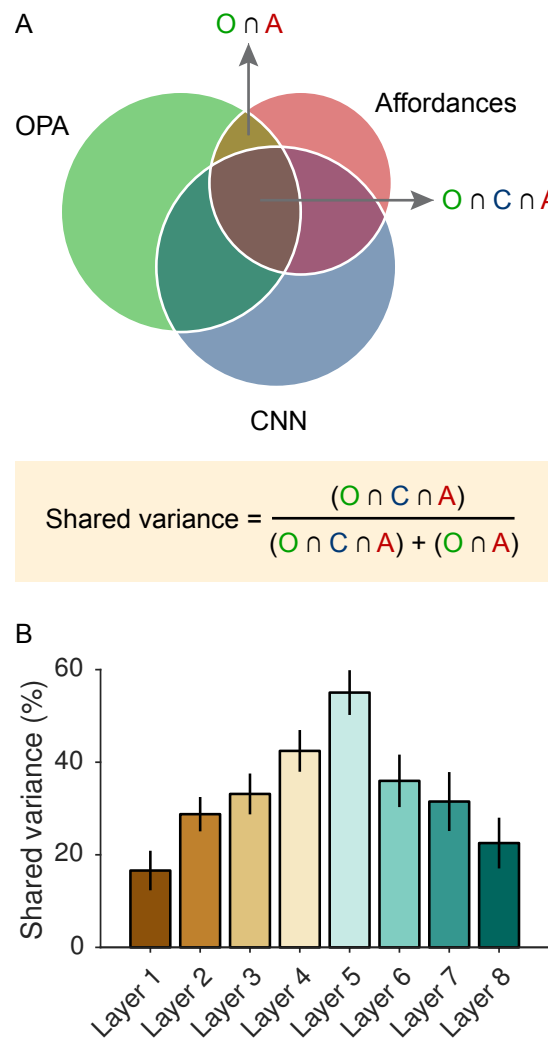 A
O ∩ A
Affordances
OPA
O ∩ C ∩ A
CNN
Shared variance = (O ∩ C ∩ A)
(O ∩ C ∩ A) + (O ∩ A)
B
Shared variance (%)
60
40
20
0
Layer 1
Layer 2
Layer 3
Layer 4
Layer 5
Layer 6
Layer 7
Layer 8